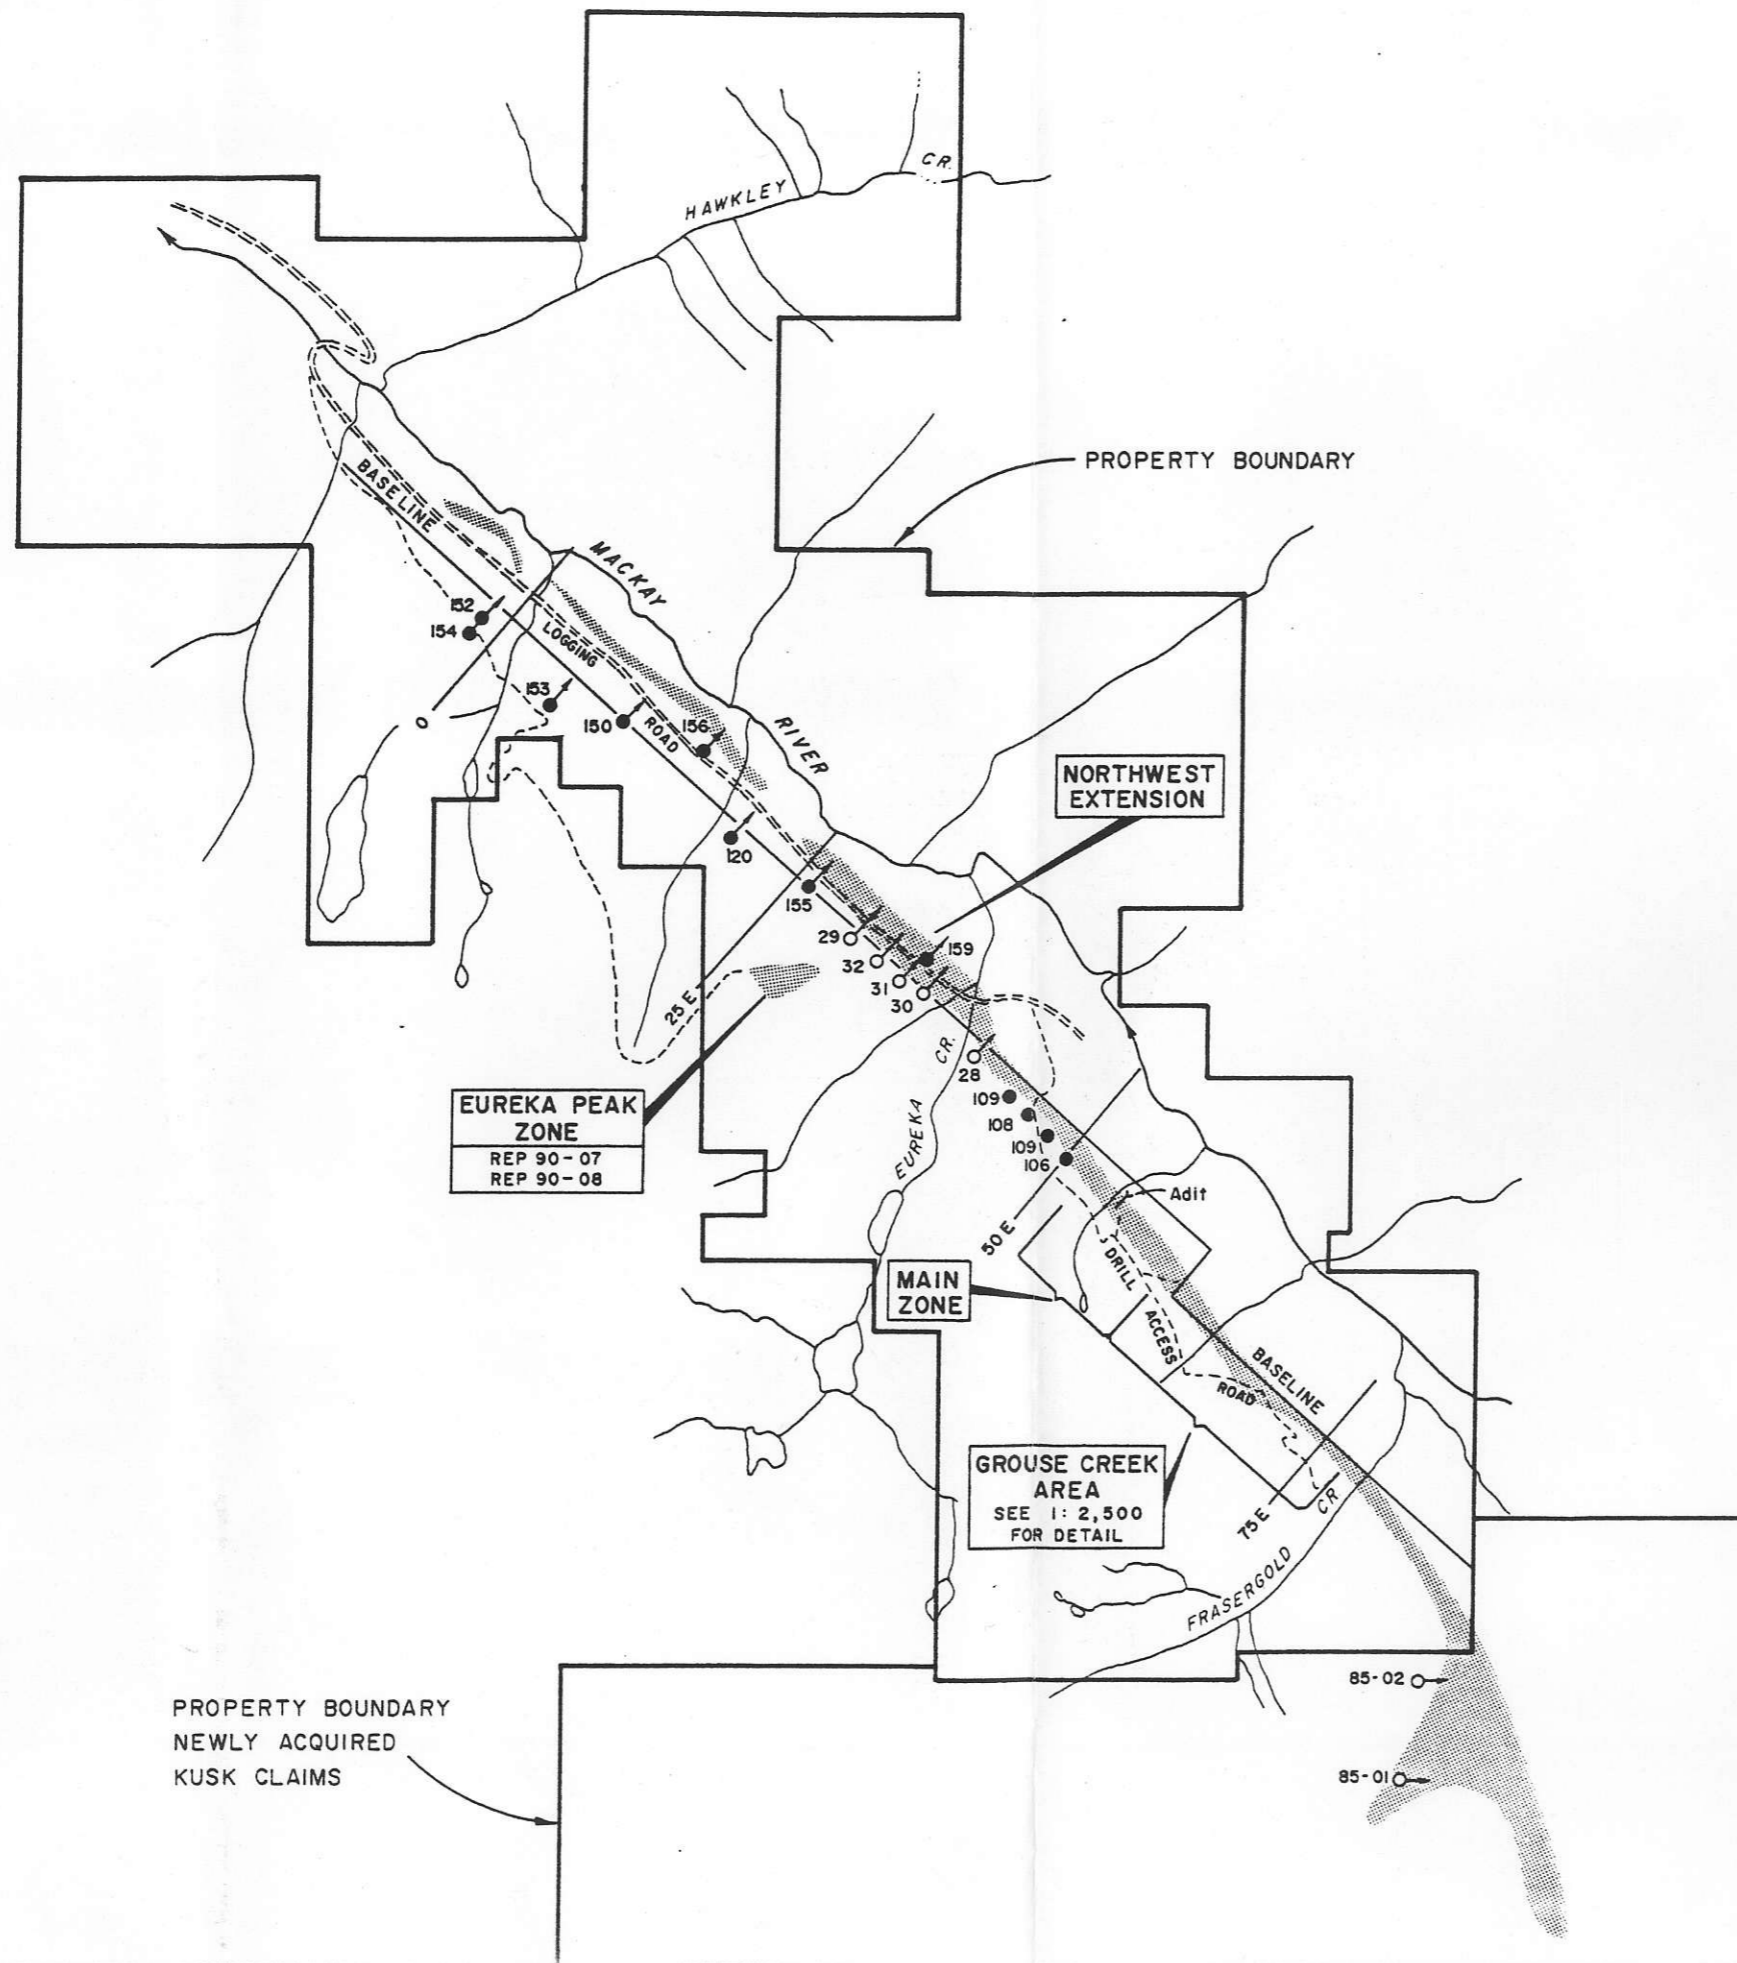 HAWKLEY CR.
PROPERTY BOUNDARY
BASELINE
MACKAY RIVER
152
154
LOGGING ROAD
153
150
156
O
NORTHWEST
EXTENSION
120
155
29
32
31
30
159
25 E
CR.
28
EUREKA
109
108
109
106
EUREKA PEAK
ZONE
REP 90-07
REP 90-08
Adit
50 E
MAIN
ZONE
DRILL ACCESS ROAD
BASELINE
GROUSE CREEK
AREA
SEE 1: 2,500
FOR DETAIL
75 E
FRASERGOLD CR
85-02
85-01
PROPERTY BOUNDARY
NEWLY ACQUIRED
KUSK CLAIMS